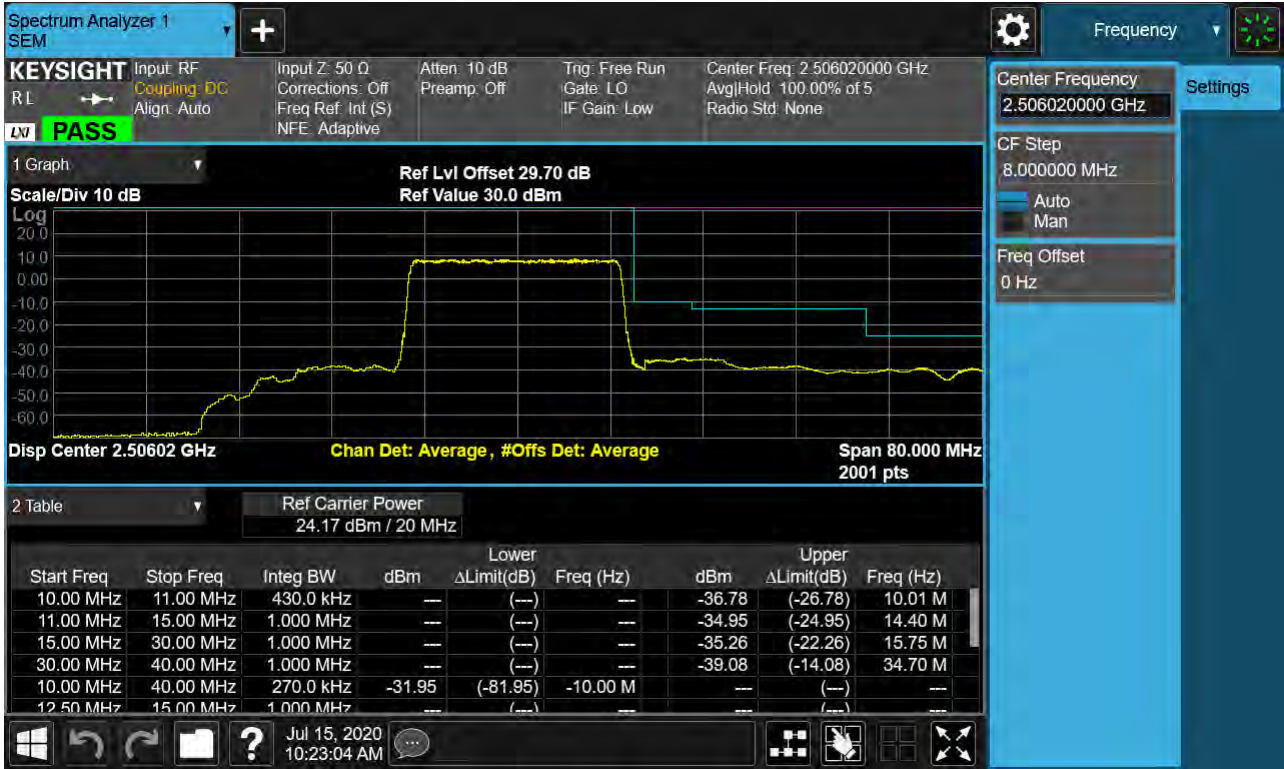 Spectrum Analyzer 1
SEM
+
Frequency
KEYSIGHT
RL
LXI
PASS
Input: RF
Coupling: DC
Align: Auto
Input Z: 50 Ω
Corrections: Off
Freq Ref: Int (S)
NFE: Adaptive
Atten: 10 dB
Preamp: Off
Trig: Free Run
Gate: LO
IF Gain: Low
Center Freq: 2.506020000 GHz
Avg|Hold: 100.00% of 5
Radio Std: None
Center Frequency
2.506020000 GHz
Settings
CF Step
8.000000 MHz
Auto
Man
Freq Offset
0 Hz
1 Graph
Scale/Div 10 dB
Ref Lvl Offset 29.70 dB
Ref Value 30.0 dBm
Log
20.0
10.0
0.00
-10.0
-20.0
-30.0
-40.0
-50.0
-60.0
Disp Center 2.50602 GHz
Chan Det: Average, #Offs Det: Average
Span 80.000 MHz
2001 pts
2 Table
Ref Carrier Power
24.17 dBm / 20 MHz
Lower Upper
Start Freq Stop Freq Integ BW dBm ΔLimit(dB) Freq (Hz) dBm ΔLimit(dB) Freq (Hz)
10.00 MHz 11.00 MHz 430.0 kHz --- (---) --- -36.78 (-26.78) 10.01 M
11.00 MHz 15.00 MHz 1.000 MHz --- (---) --- -34.95 (-24.95) 14.40 M
15.00 MHz 30.00 MHz 1.000 MHz --- (---) --- -35.26 (-22.26) 15.75 M
30.00 MHz 40.00 MHz 1.000 MHz --- (---) --- -39.08 (-14.08) 34.70 M
10.00 MHz 40.00 MHz 270.0 kHz -31.95 (-81.95) -10.00 M --- (---) ---
12.50 MHz 15.00 MHz 1.000 MHz --- (---) --- --- (---) ---
?
Jul 15, 2020
10:23:04 AM